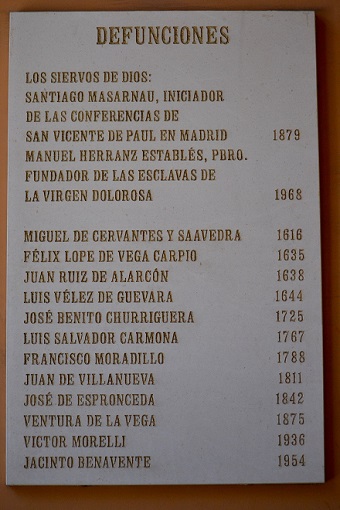 DEFUNCIONES
LOS SIERVOS DE DIOS:
SANTIAGO MASARNAU, INICIADOR
DE LAS CONFERENCIAS DE
SAN VICENTE DE PAUL EN MADRID 1879
MANUEL HERRANZ ESTABLÉS, PBRO.
FUNDADOR DE LAS ESCLAVAS DE
LA VIRGEN DOLOROSA 1968
MIGUEL DE CERVANTES Y SAAVEDRA 1616
FÉLIX LOPE DE VEGA CARPIO 1635
JUAN RUIZ DE ALARCÓN 1638
LUIS VÉLEZ DE GUEVARA 1644
JOSÉ BENITO CHURRIGUERA 1725
LUIS SALVADOR CARMONA 1767
FRANCISCO MORADILLO 1788
JUAN DE VILLANUEVA 1811
JOSÉ DE ESPRONCEDA 1842
VENTURA DE LA VEGA 1875
VICTOR MORELLI 1936
JACINTO BENAVENTE 1954